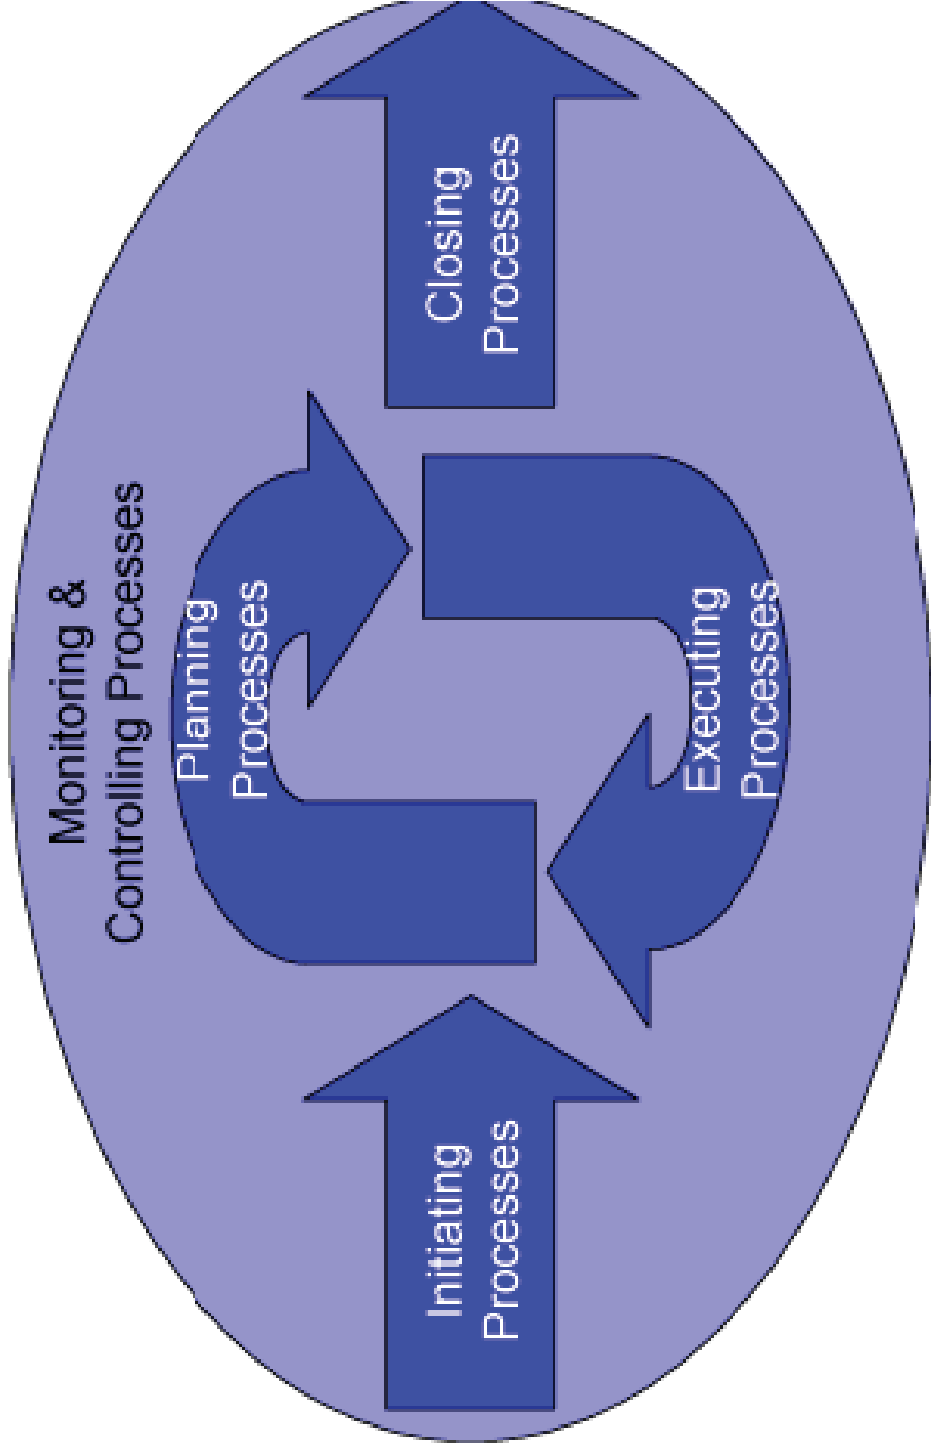 Monitoring &
Controlling Processes
Planning
Processes
Initiating
Processes
Closing
Processes
Executing
Processes